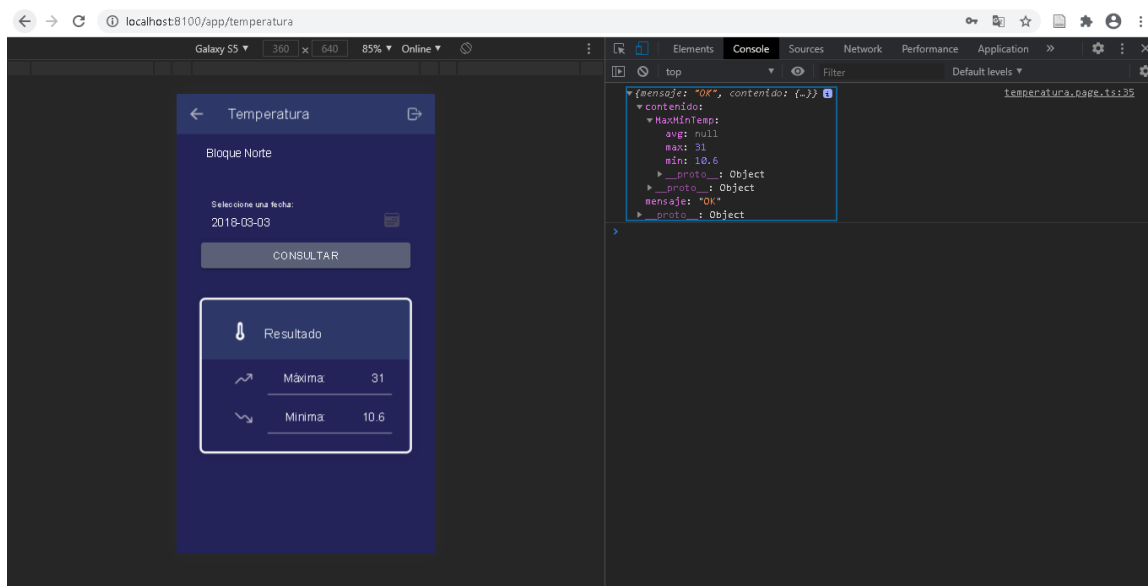 localhost:8100/app/temperatura
Galaxy S5 ▼ 360 x 640 85% ▼ Online ▼
Elements Console Sources Network Performance Application »
top ▼ Filter Default levels ▼
Temperatura
Bloque Norte
Seleccione una fecha:
2018-03-03
CONSULTAR
Resultado
Máxima: 31
Minima: 10.6
▼{mensaje: "OK", contenido: {…}} i temperatura.page.ts:35
▼contenido:
▼MaxMinTemp:
avg: null
max: 31
min: 10.6
▶__proto__: Object
▶__proto__: Object
mensaje: "OK"
▶__proto__: Object
>